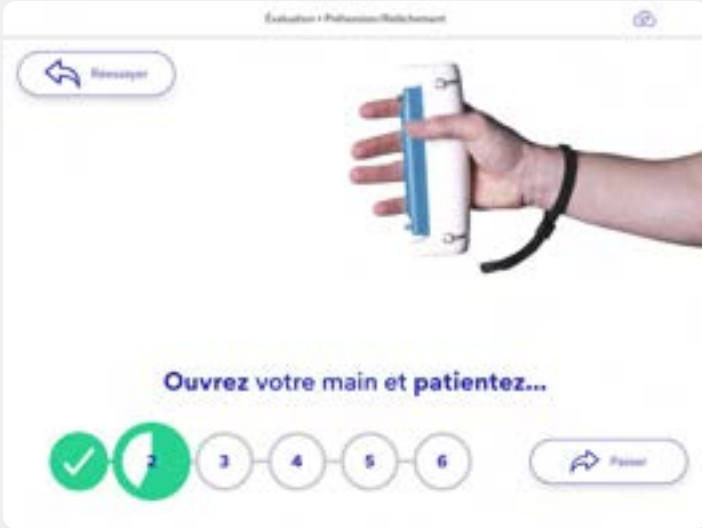 Évaluation > Préhension/Relâchement
Réessayer
Ouvrez votre main et patientez...
2
3
4
5
6
Passer